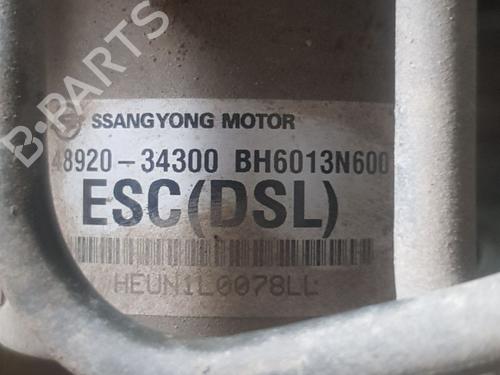 B-PARTS
SSANGYONG MOTOR
48920-34300 BH6013N600
ESC(DSL)
HEUN1L0078LL